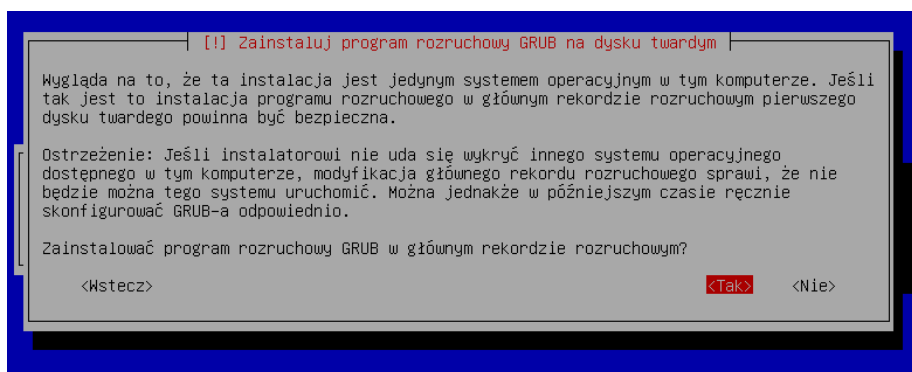 [!] Zainstaluj program rozruchowy GRUB na dysku twardym
Wygląda na to, że ta instalacja jest jedynym systemem operacyjnym w tym komputerze. Jeśli
tak jest to instalacja programu rozruchowego w głównym rekordzie rozruchowym pierwszego
dysku twardego powinna być bezpieczna.
Ostrzeżenie: Jeśli instalatorowi nie uda się wykryć innego systemu operacyjnego
dostępnego w tym komputerze, modyfikacja głównego rekordu rozruchowego sprawi, że nie
będzie można tego systemu uruchomić. Można jednakże w późniejszym czasie ręcznie
skonfigurować GRUB-a odpowiednio.
Zainstalować program rozruchowy GRUB w głównym rekordzie rozruchowym?
<Wstecz> <Tak> <Nie>